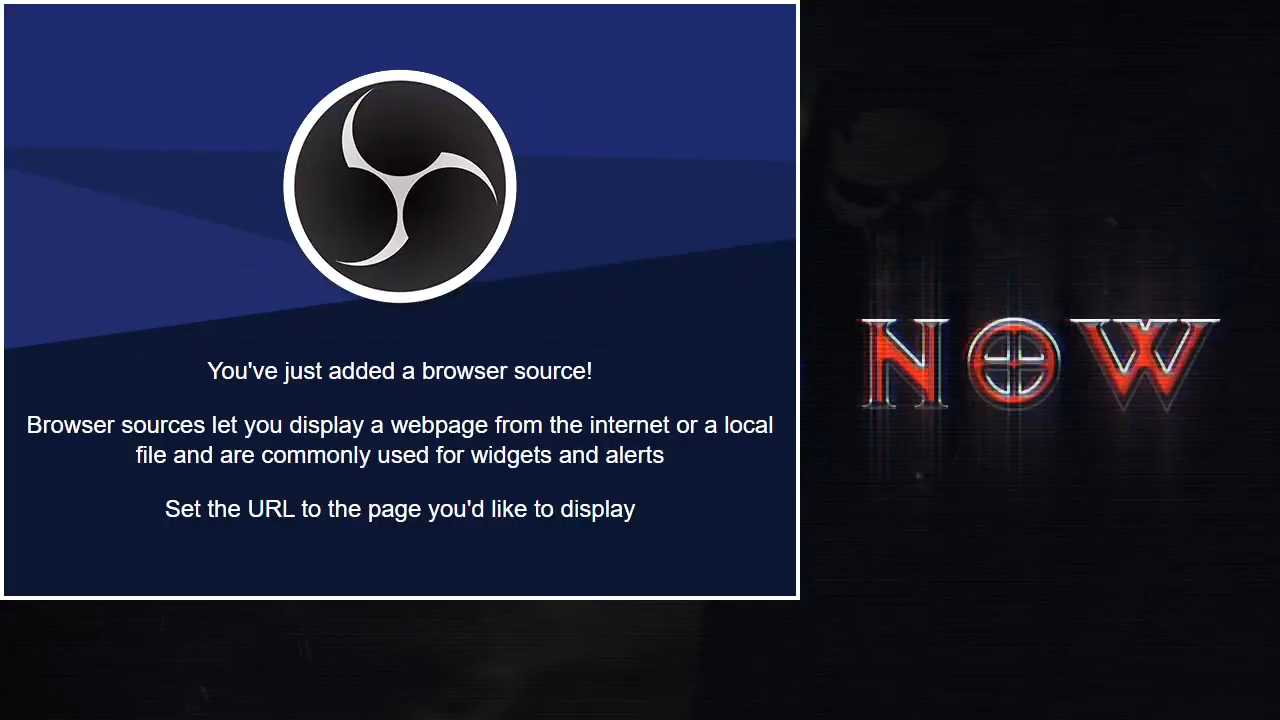 You've just added a browser source!
Browser sources let you display a webpage from the internet or a local
file and are commonly used for widgets and alerts
Set the URL to the page you'd like to display
NOW